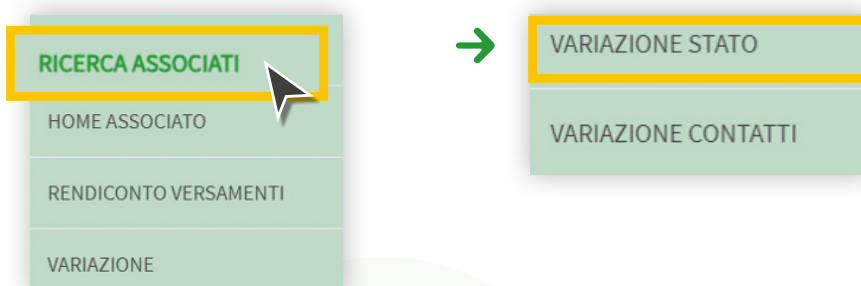 RICERCA ASSOCIATI
HOME ASSOCIATO
RENDICONTO VERSAMENTI
VARIAZIONE
VARIAZIONE STATO
VARIAZIONE CONTATTI